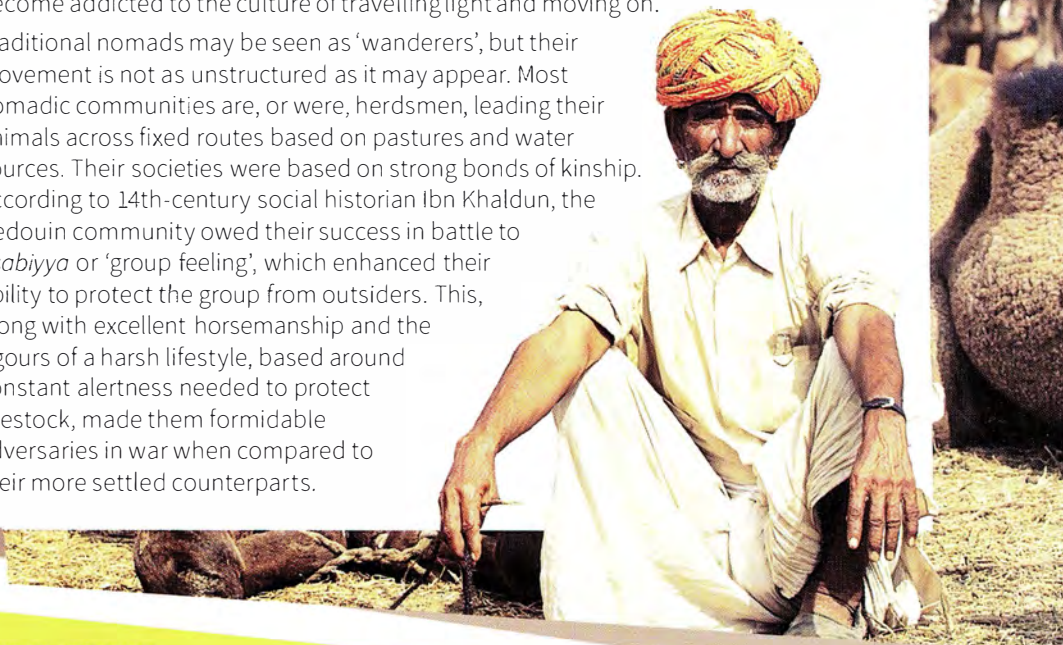 ecome addicted to the culture of travelling light and moving on.
aditional nomads may be seen as ‘wanderers’, but their
ovement is not as unstructured as it may appear. Most
omadic communities are, or were, herdsmen, leading their
nimals across fixed routes based on pastures and water
ources. Their societies were based on strong bonds of kinship.
ccording to 14th-century social historian Ibn Khaldun, the
edouin community owed their success in battle to
abiyya or ‘group feeling’, which enhanced their
bility to protect the group from outsiders. This,
ong with excellent horsemanship and the
gours of a harsh lifestyle, based around
onstant alertness needed to protect
estock, made them formidable
dversaries in war when compared to
eir more settled counterparts.